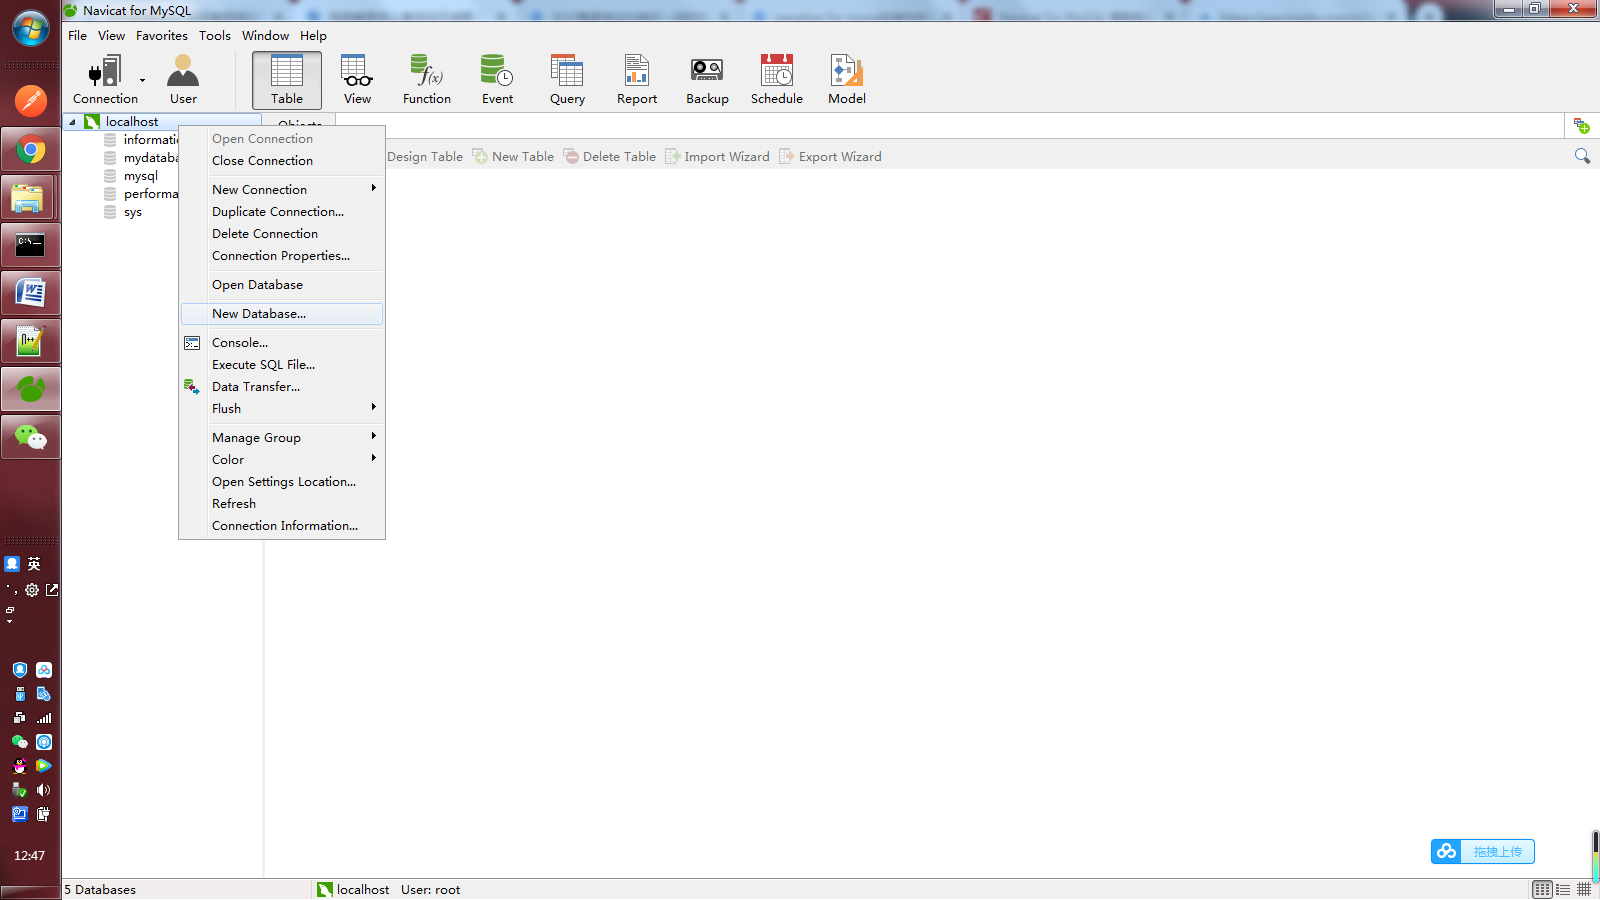 Navicat for MySQL
File View Favorites Tools Window Help
Connection User Table View Function Event Query Report Backup Schedule Model
localhost
informatic
mydataba
mysql
performa
sys
Open Connection
Close Connection
New Connection
Duplicate Connection...
Delete Connection
Connection Properties...
Open Database
New Database...
Console...
Execute SQL File...
Data Transfer...
Flush
Manage Group
Color
Open Settings Location...
Refresh
Connection Information...
Objects
Design Table New Table Delete Table Import Wizard Export Wizard
英
12:47
拖拽上传
5 Databases localhost User: root